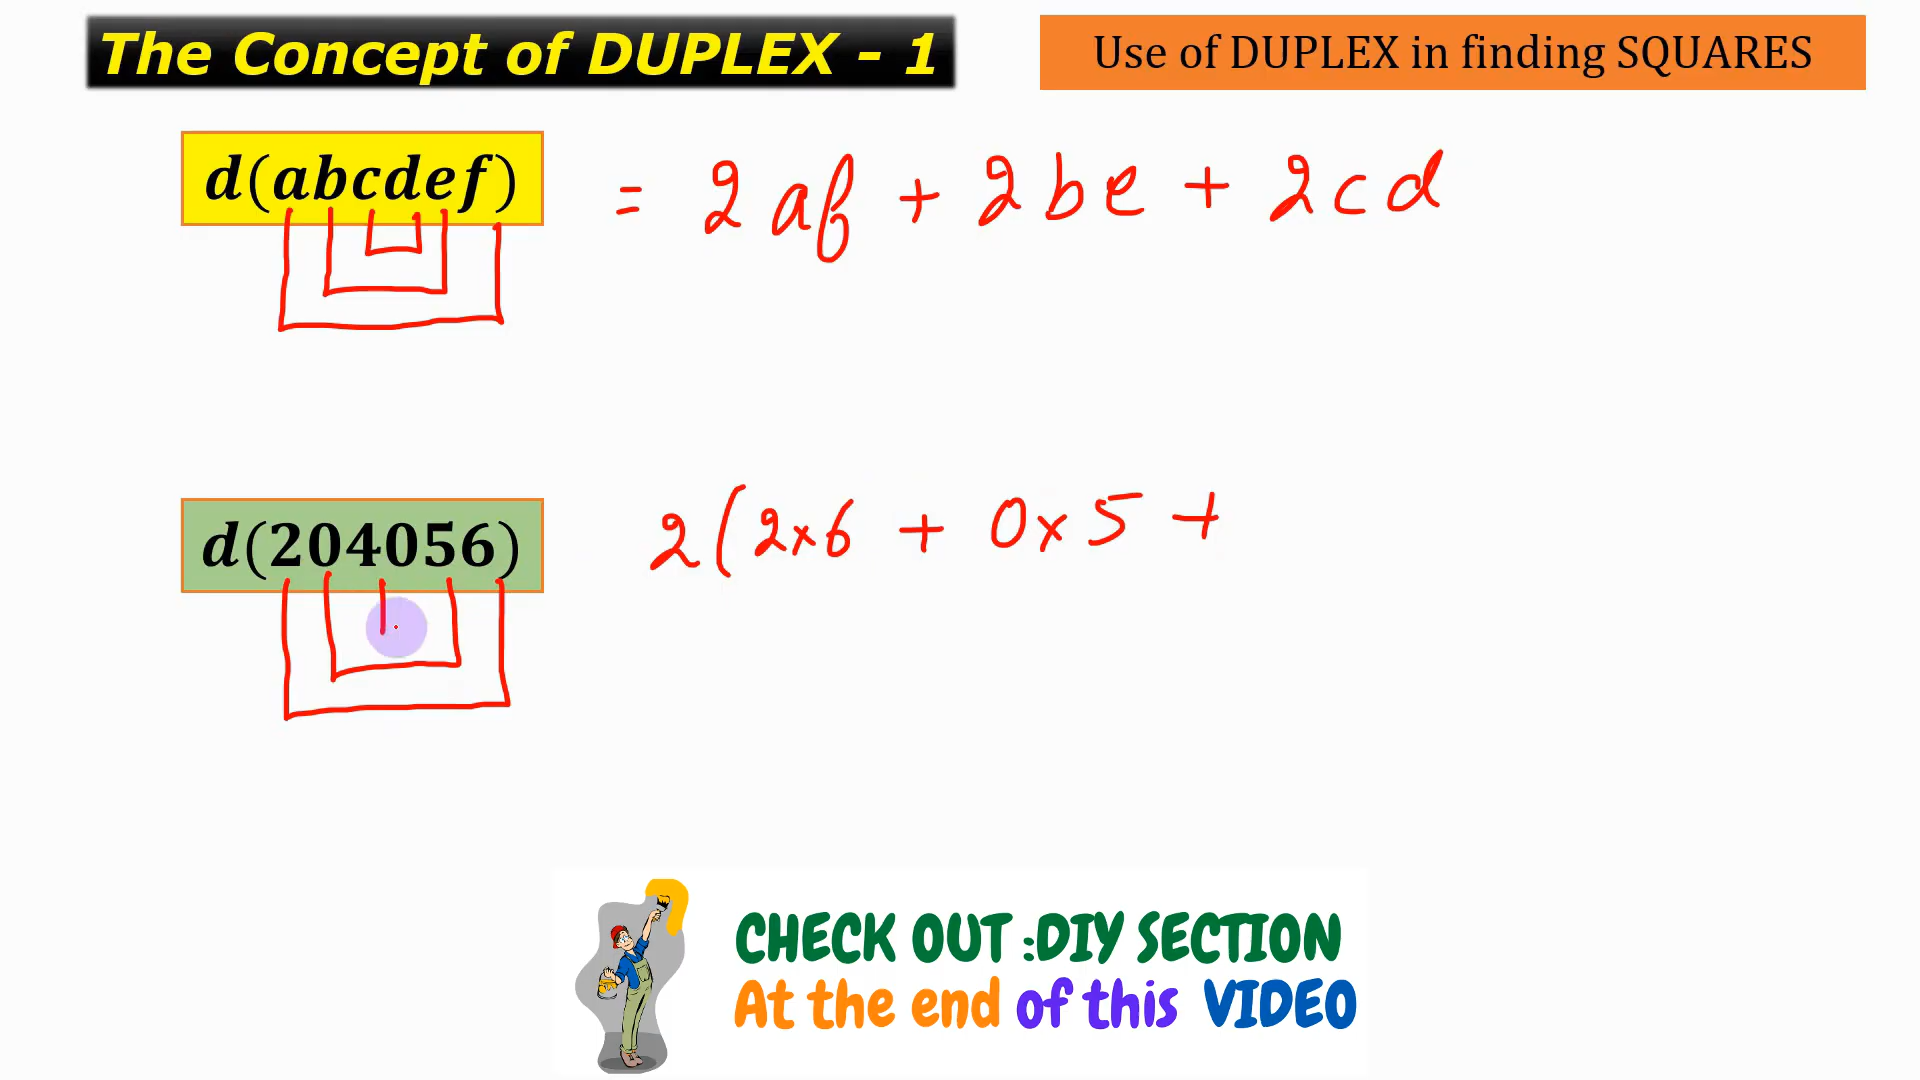 The Concept of DUPLEX - 1
Use of DUPLEX in finding SQUARES
d(abcdef) = 2af + 2be + 2cd
d(204056) 2(2×6 + 0×5 +
CHECK OUT :DIY SECTION
At the end of this VIDEO